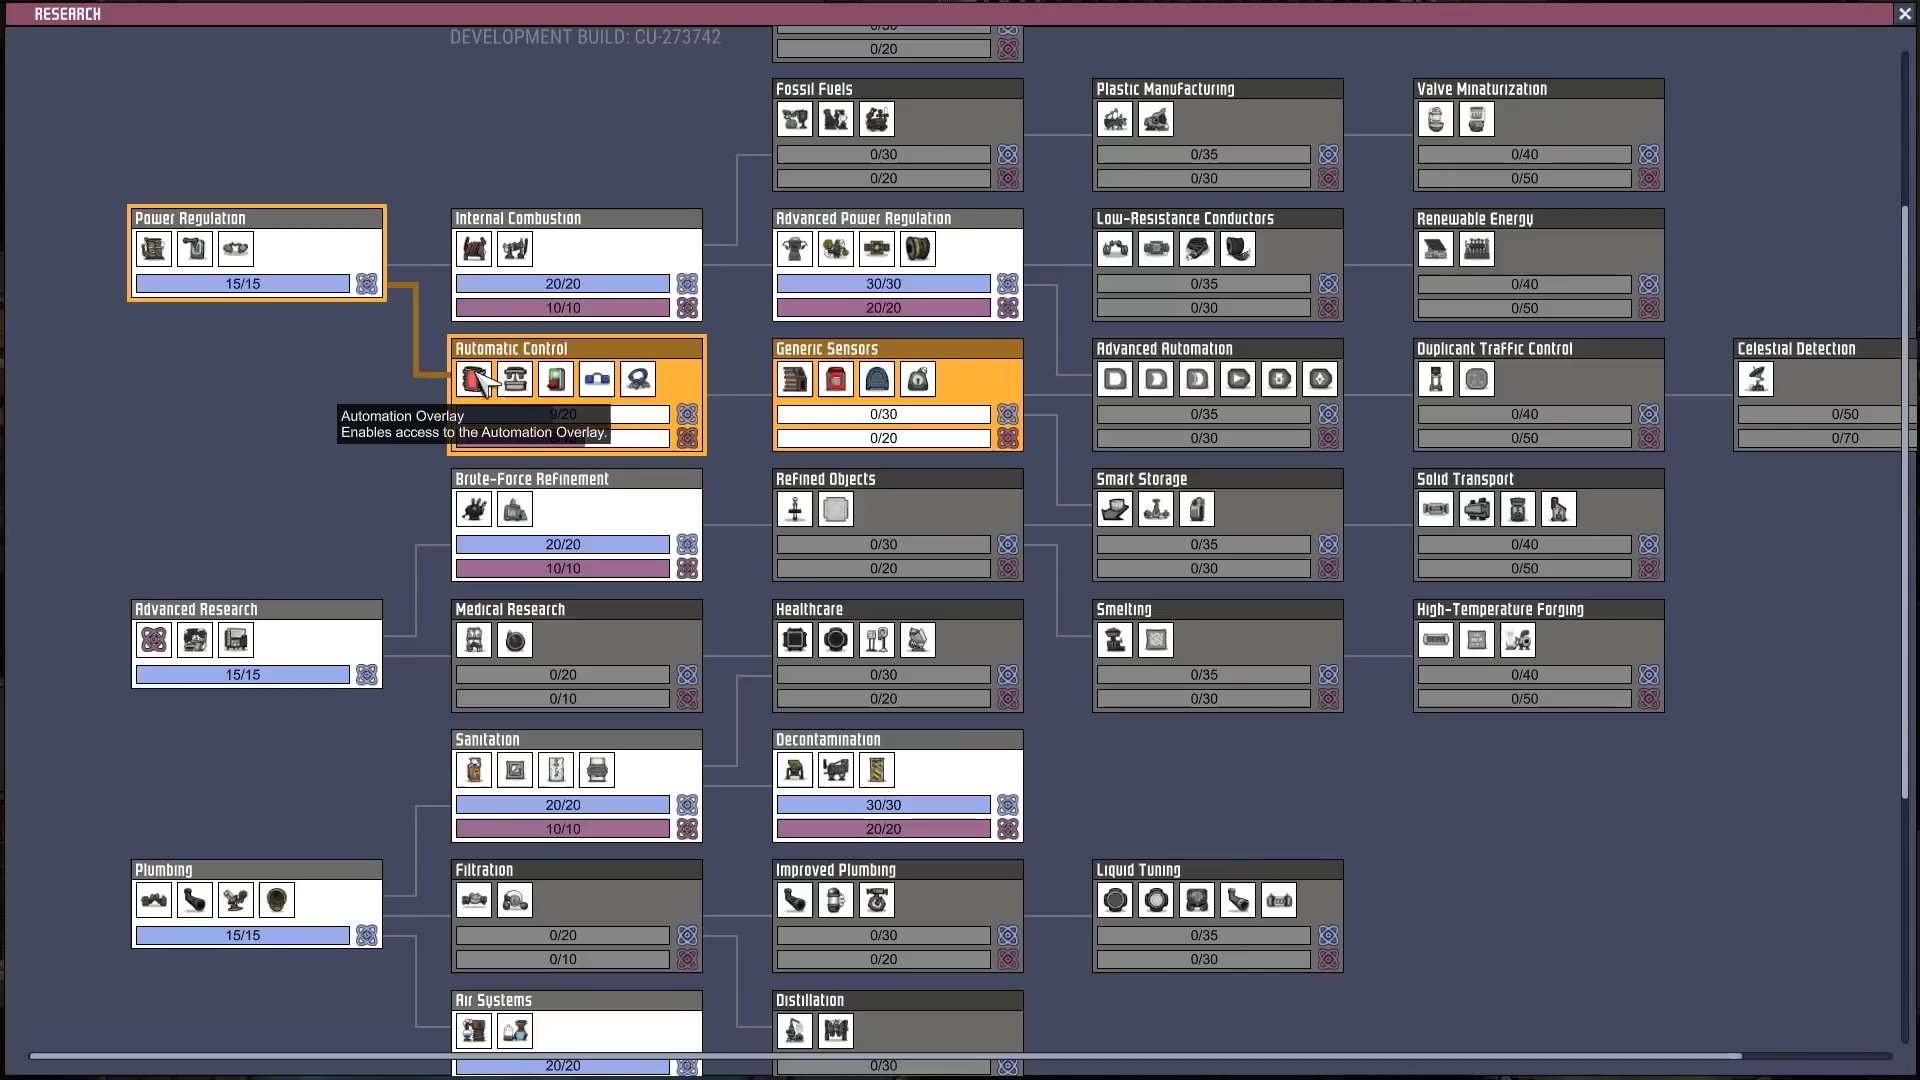 RESEARCH
DEVELOPMENT BUILD: CU-273742
0/20
Fossil Fuels
0/30
0/20
Plastic Manufacturing
0/35
0/30
Valve Minaturization
0/40
0/50
Power Regulation
15/15
Internal Combustion
20/20
10/10
Advanced Power Regulation
30/30
20/20
Low-Resistance Conductors
0/35
0/30
Renewable Energy
0/40
0/50
Automatic Control
9/20
Automation Overlay
Enables access to the Automation Overlay.
Generic Sensors
0/30
0/20
Advanced Automation
0/35
0/30
Duplicant Traffic Control
0/40
0/50
Celestial Detection
0/50
0/70
Brute-Force Refinement
20/20
10/10
Refined Objects
0/30
0/20
Smart Storage
0/35
0/30
Solid Transport
0/40
0/50
Advanced Research
15/15
Medical Research
0/20
0/10
Healthcare
0/30
0/20
Smelting
0/35
0/30
High-Temperature Forging
0/40
0/50
Sanitation
20/20
10/10
Decontamination
30/30
20/20
Plumbing
15/15
Filtration
0/20
0/10
Improved Plumbing
0/30
0/20
Liquid Tuning
0/35
0/30
Air Systems
20/20
Distillation
0/30